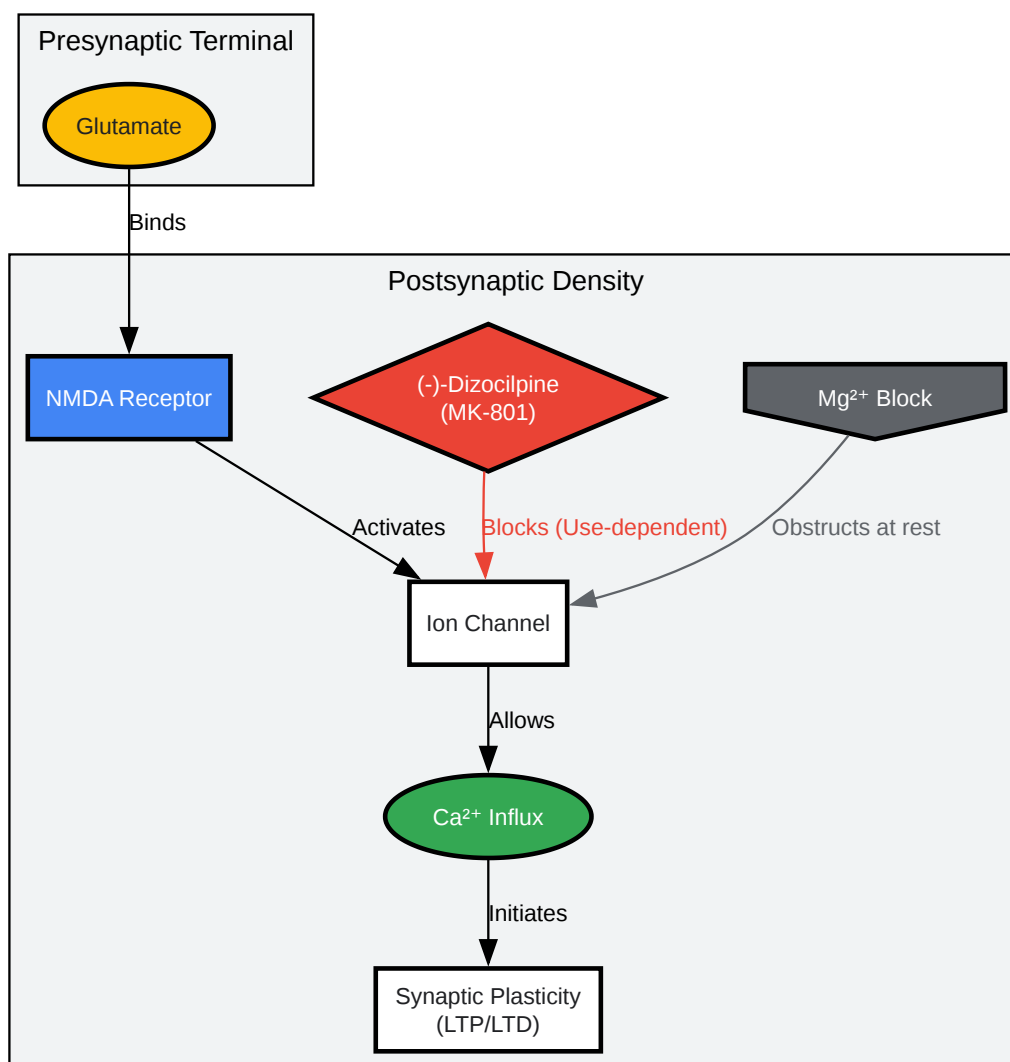 Presynaptic Terminal
Glutamate
Binds
Postsynaptic Density
NMDA Receptor
(-)-Dizocilpine
(MK-801)
Mg²⁺ Block
Activates
Blocks (Use-dependent)
Obstructs at rest
Ion Channel
Allows
Ca²⁺ Influx
Initiates
Synaptic Plasticity
(LTP/LTD)